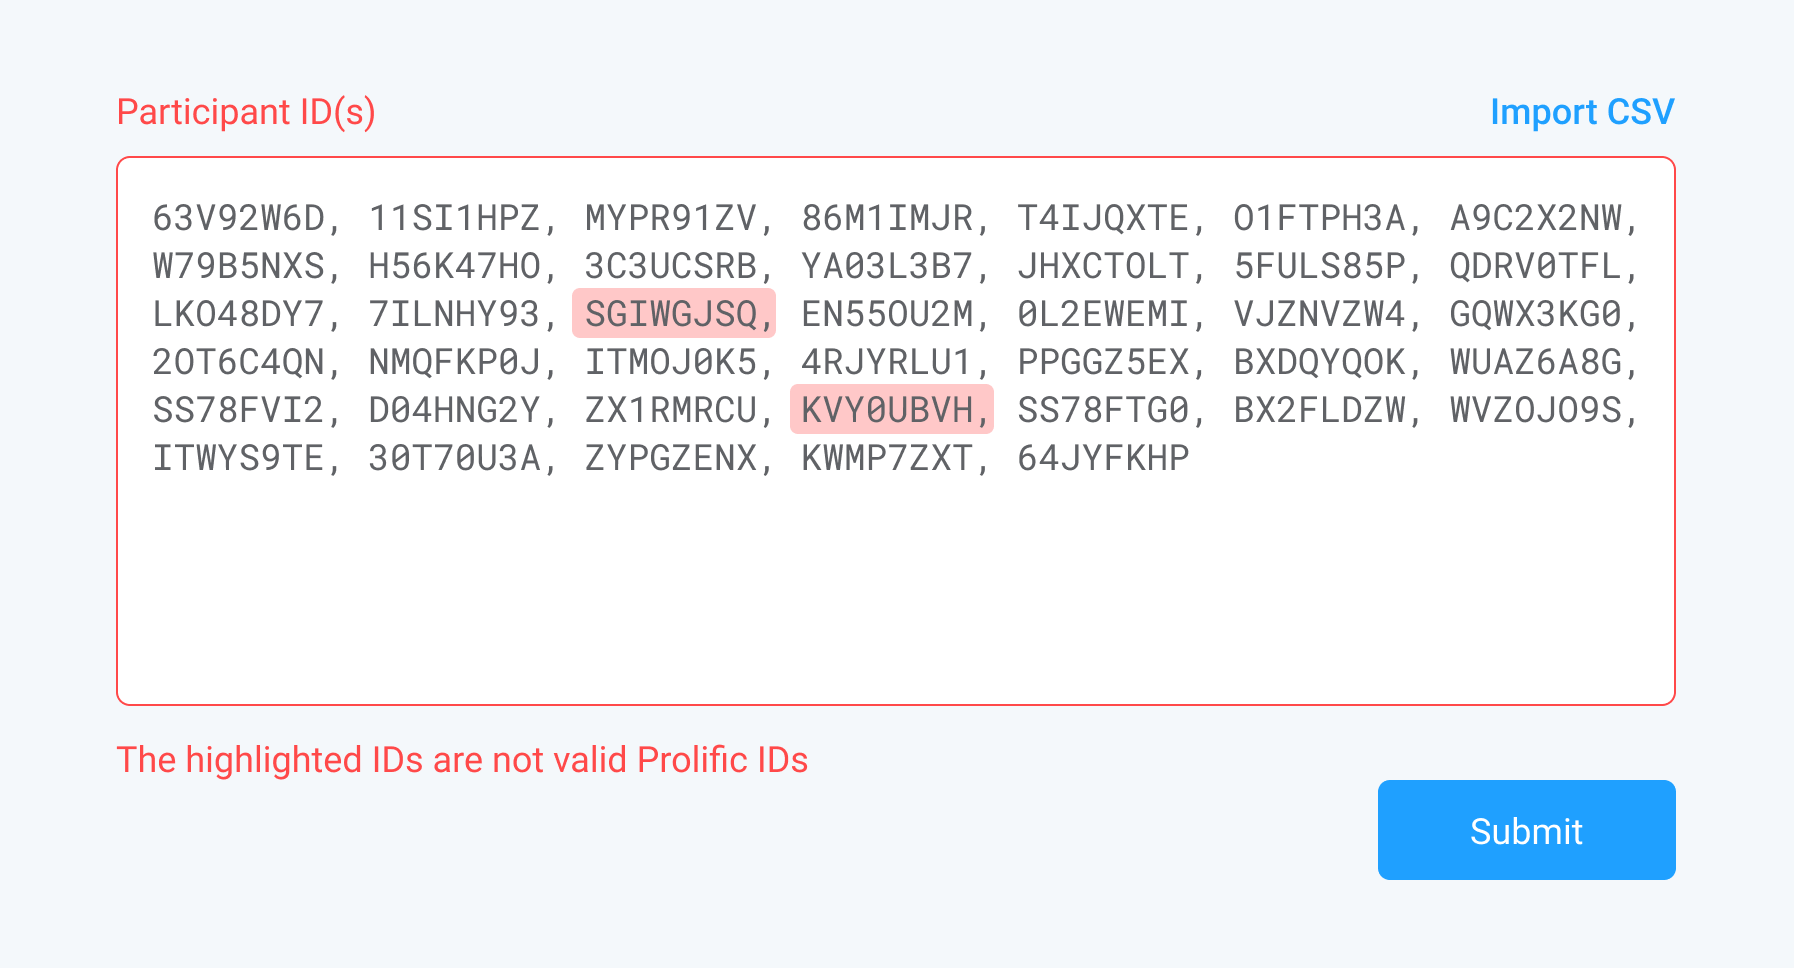 Participant ID(s)
Import CSV
63V92W6D, 11SI1HPZ, MYPR91ZV, 86M1IMJR, T4IJQXTE, O1FTPH3A, A9C2X2NW,
W79B5NXS, H56K47HO, 3C3UCSRB, YA03L3B7, JHXCTOLT, 5FULS85P, QDRV0TFL,
LKO48DY7, 7ILNHY93, SGIWGJSQ, EN55OU2M, 0L2EWEMI, VJZNVZW4, GQWX3KG0,
2OT6C4QN, NMQFKP0J, ITMOJ0K5, 4RJYRLU1, PPGGZ5EX, BXDQYQOK, WUAZ6A8G,
SS78FVI2, D04HNG2Y, ZX1RMRCU, KVY0UBVH, SS78FTG0, BX2FLDZW, WVZOJO9S,
ITWYS9TE, 30T70U3A, ZYPGZENX, KWMP7ZXT, 64JYFKHP
The highlighted IDs are not valid Prolific IDs
Submit